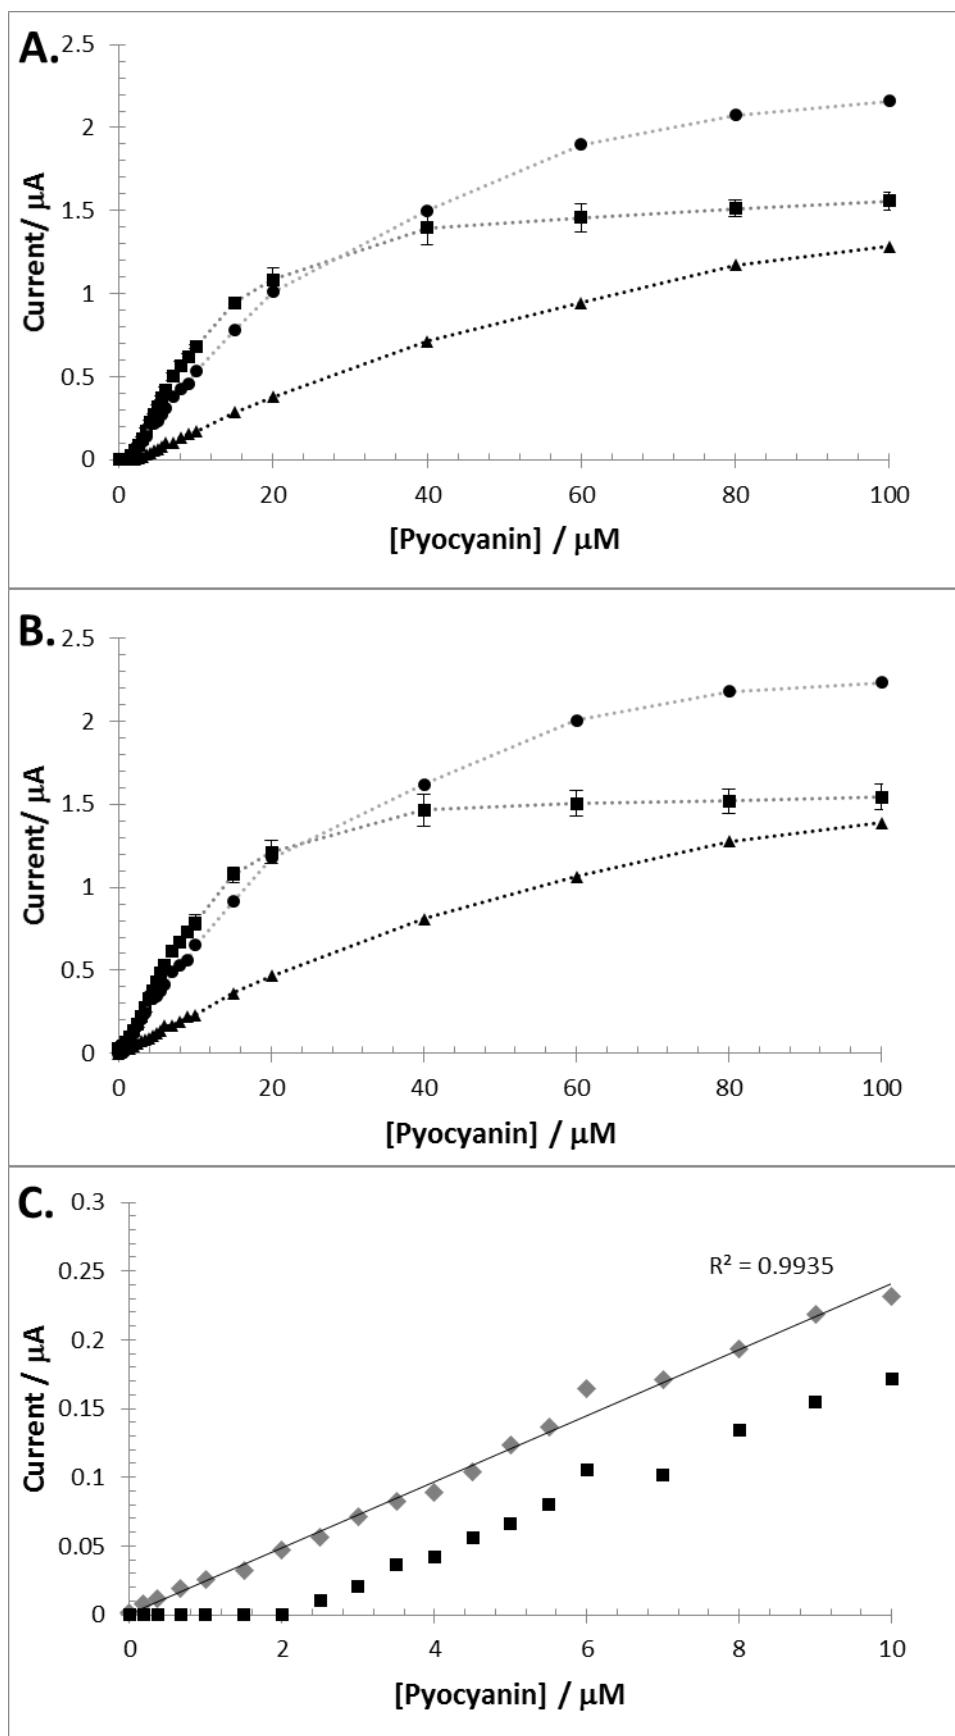 A.
2.5
2
1.5
1
0.5
0
Current/ μA
0 20 40 60 80 100
[Pyocyanin] / μM
B.
2.5
2
1.5
1
0.5
0
Current/ μA
0 20 40 60 80 100
[Pyocyanin] / μM
C.
0.3
0.25
0.2
0.15
0.1
0.05
0
Current / μA
R² = 0.9935
0 2 4 6 8 10
[Pyocyanin] / μM